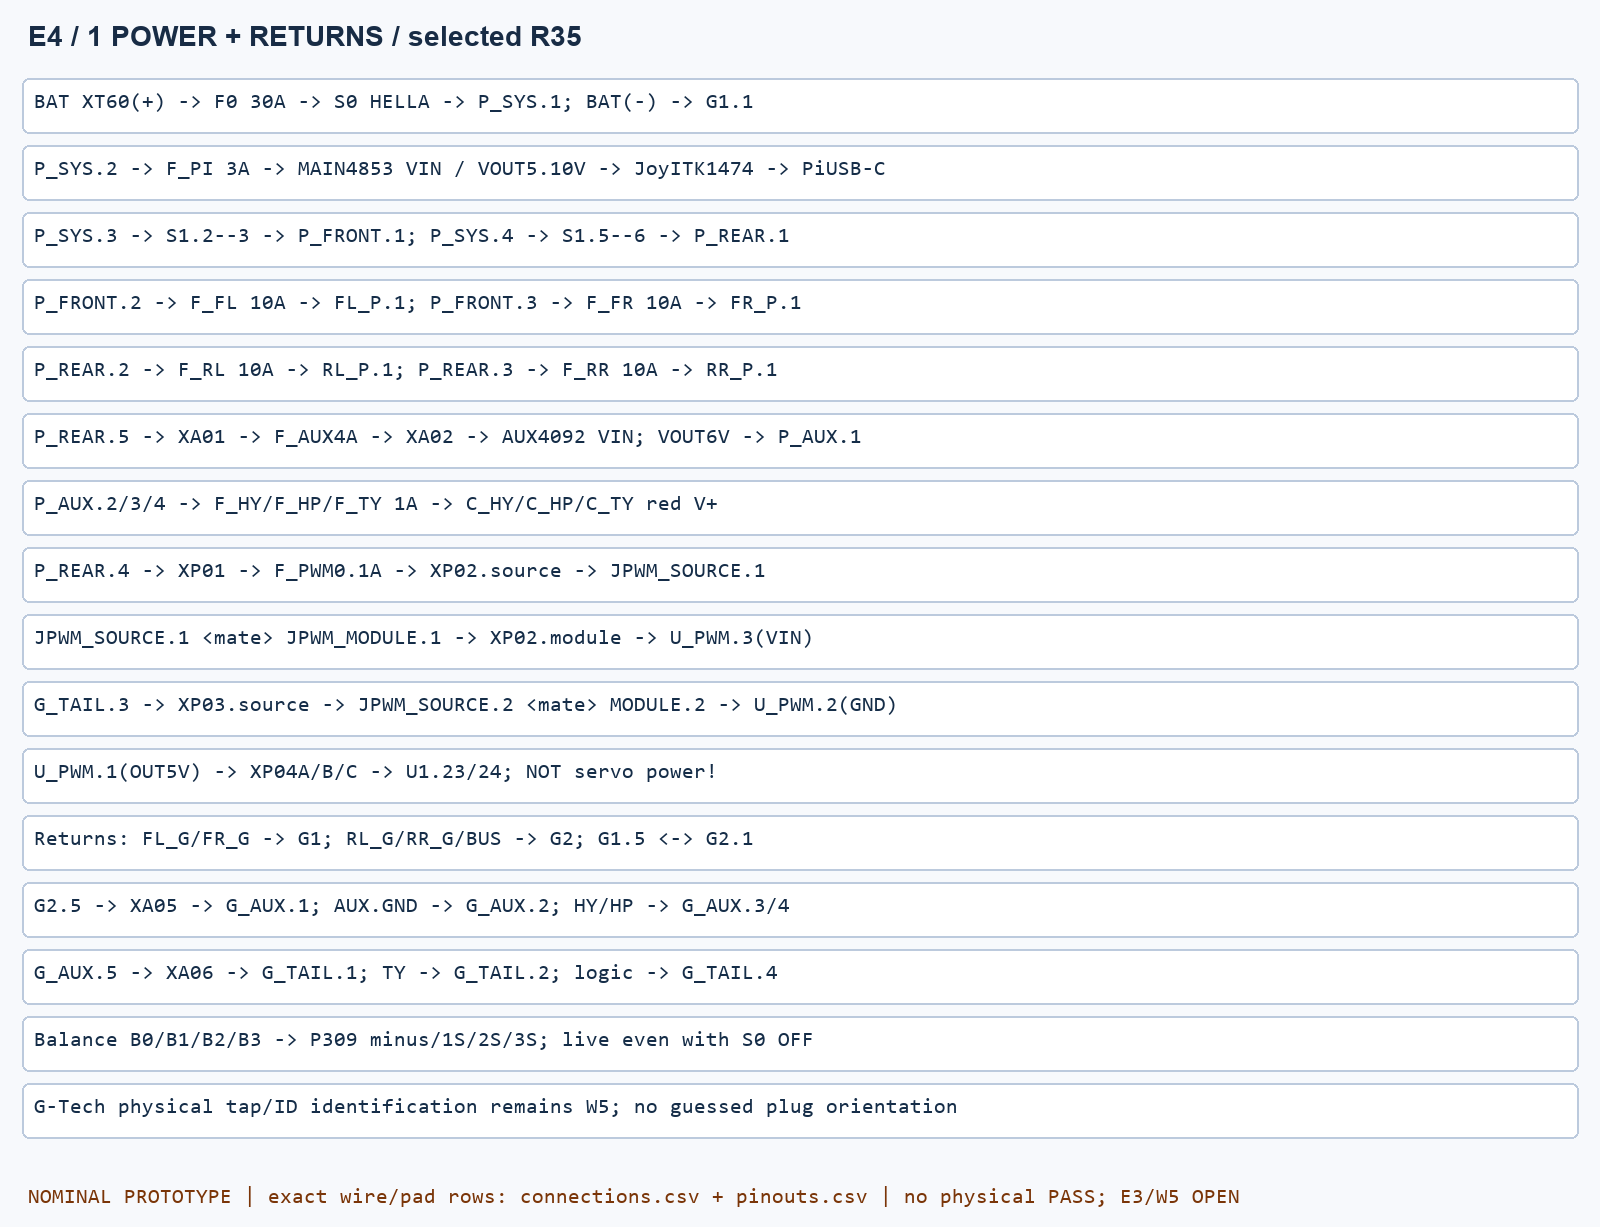 E4 / 1 POWER + RETURNS / selected R35
BAT XT60(+) -> F0 30A -> S0 HELLA -> P_SYS.1; BAT(-) -> G1.1
P_SYS.2 -> F_PI 3A -> MAIN4853 VIN / VOUT5.10V -> JoyITK1474 -> PiUSB-C
P_SYS.3 -> S1.2--3 -> P_FRONT.1; P_SYS.4 -> S1.5--6 -> P_REAR.1
P_FRONT.2 -> F_FL 10A -> FL_P.1; P_FRONT.3 -> F_FR 10A -> FR_P.1
P_REAR.2 -> F_RL 10A -> RL_P.1; P_REAR.3 -> F_RR 10A -> RR_P.1
P_REAR.5 -> XA01 -> F_AUX4A -> XA02 -> AUX4092 VIN; VOUT6V -> P_AUX.1
P_AUX.2/3/4 -> F_HY/F_HP/F_TY 1A -> C_HY/C_HP/C_TY red V+
P_REAR.4 -> XP01 -> F_PWM0.1A -> XP02.source -> JPWM_SOURCE.1
JPWM_SOURCE.1 <mate> JPWM_MODULE.1 -> XP02.module -> U_PWM.3(VIN)
G_TAIL.3 -> XP03.source -> JPWM_SOURCE.2 <mate> MODULE.2 -> U_PWM.2(GND)
U_PWM.1(OUT5V) -> XP04A/B/C -> U1.23/24; NOT servo power!
Returns: FL_G/FR_G -> G1; RL_G/RR_G/BUS -> G2; G1.5 <-> G2.1
G2.5 -> XA05 -> G_AUX.1; AUX.GND -> G_AUX.2; HY/HP -> G_AUX.3/4
G_AUX.5 -> XA06 -> G_TAIL.1; TY -> G_TAIL.2; logic -> G_TAIL.4
Balance B0/B1/B2/B3 -> P309 minus/1S/2S/3S; live even with S0 OFF
G-Tech physical tap/ID identification remains W5; no guessed plug orientation
NOMINAL PROTOTYPE | exact wire/pad rows: connections.csv + pinouts.csv | no physical PASS; E3/W5 OPEN